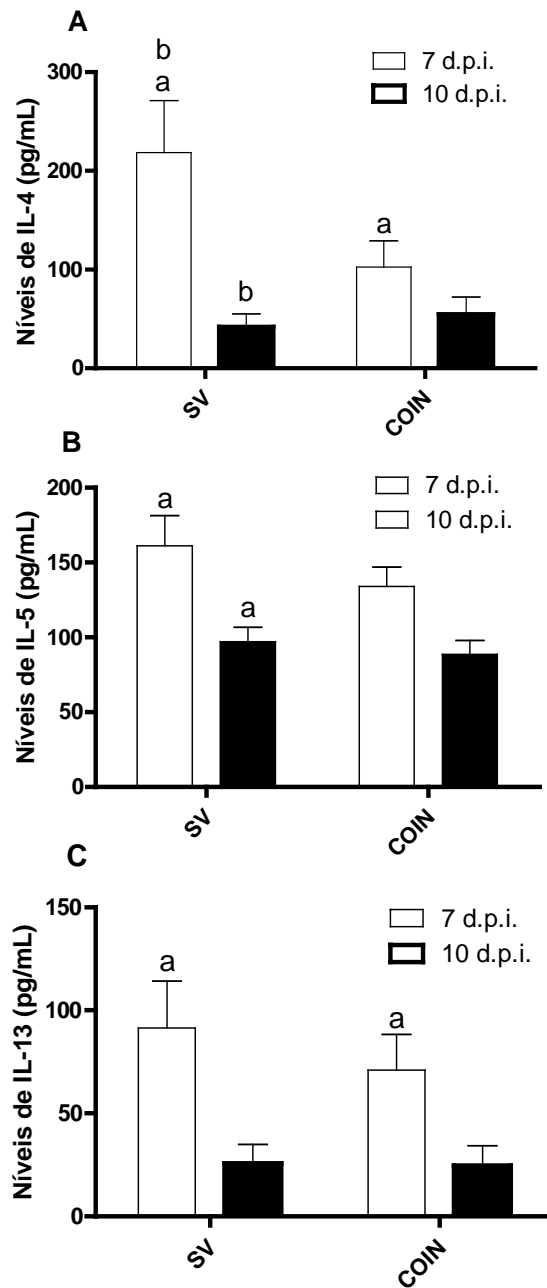 A
Níveis de IL-4 (pg/mL)
300
200
100
0
b
a
b
a
7 d.p.i.
10 d.p.i.
SV
COIN
B
Níveis de IL-5 (pg/mL)
200
150
100
50
0
a
a
7 d.p.i.
10 d.p.i.
SV
COIN
C
Níveis de IL-13 (pg/mL)
150
100
50
0
a
a
7 d.p.i.
10 d.p.i.
SV
COIN